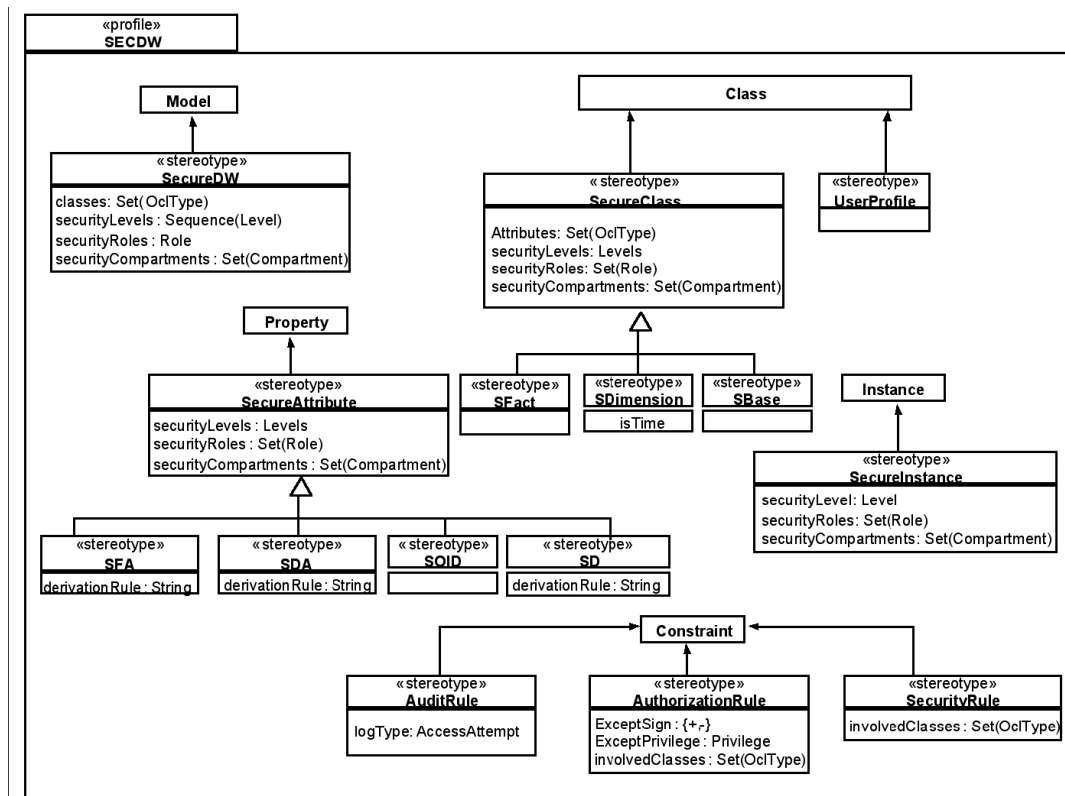 «profile»
SECDW
Model
«stereotype»
SecureDW
classes: Set(OclType)
securityLevels: Sequence(Level)
securityRoles : Role
securityCompartments : Set(Compartment)
Class
«stereotype»
SecureClass
Attributes: Set(OclType)
securityLevels: Levels
securityRoles: Set(Role)
securityCompartments: Set(Compartment)
«stereotype»
UserProfile
Property
«stereotype»
SecureAttribute
securityLevels : Levels
securityRoles : Set(Role)
securityCompartments : Set(Compartment)
«stereotype»
SFact
«stereotype»
SDimension
isTime
«stereotype»
SBase
Instance
«stereotype»
SecureInstance
securityLevel: Level
securityRoles: Set(Role)
securityCompartments: Set(Compartment)
«stereotype»
SFA
derivationRule : String
«stereotype»
SDA
derivationRule : String
«stereotype»
SOID
«stereotype»
SD
derivationRule : String
Constraint
«stereotype»
AuditRule
logType: AccessAttempt
«stereotype»
AuthorizationRule
ExceptSign : {+,-}
ExceptPrivilege : Privilege
involvedClasses : Set(OclType)
«stereotype»
SecurityRule
involvedClasses : Set(OclType)